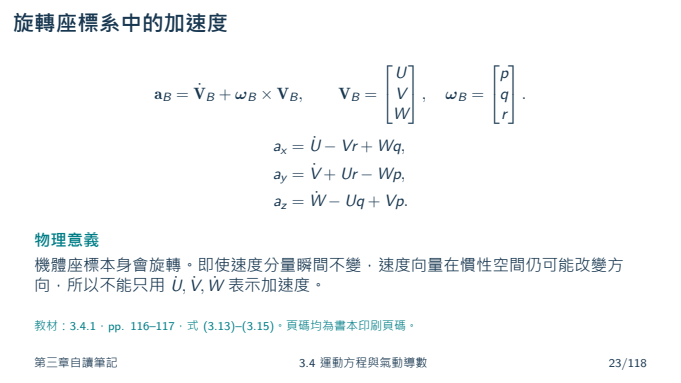 旋轉座標系中的加速度
a_B = V̇_B + ω_B × V_B,  V_B = [U V W],  ω_B = [p q r].
a_x = U̇ − Vr + Wq,
a_y = V̇ + Ur − Wp,
a_z = Ẇ − Uq + Vp.
物理意義
機體座標本身會旋轉。即使速度分量瞬間不變，速度向量在慣性空間仍可能改變方
向，所以不能只用 U̇, V̇, Ẇ 表示加速度。
教材：3.4.1，pp. 116–117，式 (3.13)–(3.15)。頁碼均為書本印刷頁碼。
第三章自讀筆記
3.4 運動方程與氣動導數
23/118